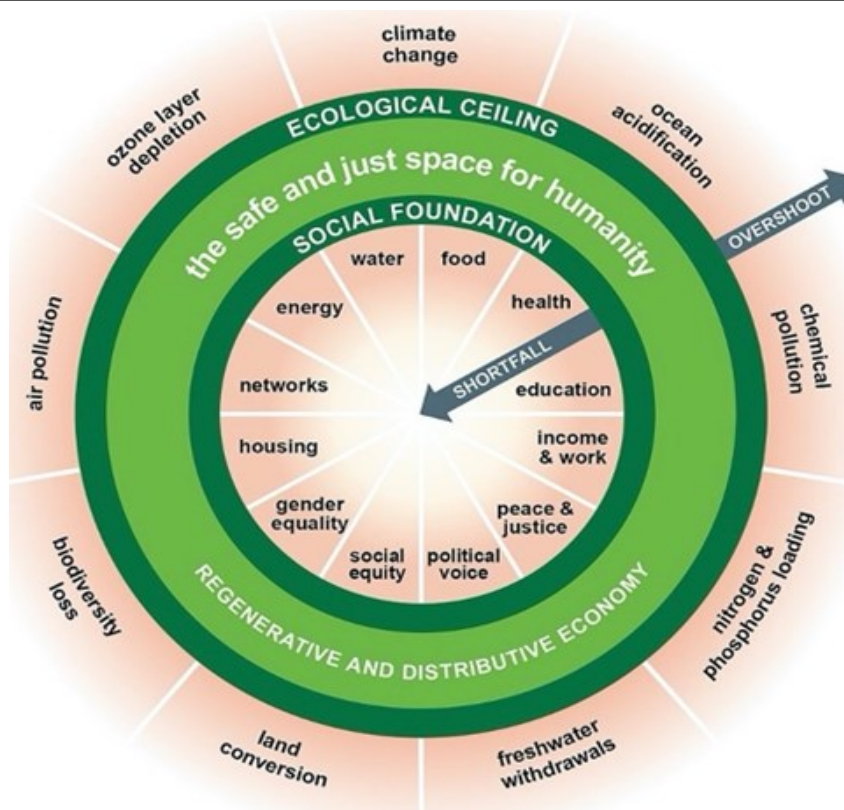 climate
change
ocean
acidification
chemical
pollution
nitrogen &
phosphorus loading
freshwater
withdrawals
land
conversion
biodiversity
loss
air pollution
ozone layer
depletion
OVERSHOOT
ECOLOGICAL CEILING
the safe and just space for humanity
SOCIAL FOUNDATION
water
food
health
SHORTFALL
education
income
& work
peace &
justice
political
voice
social
equity
gender
equality
housing
networks
energy
REGENERATIVE AND DISTRIBUTIVE ECONOMY